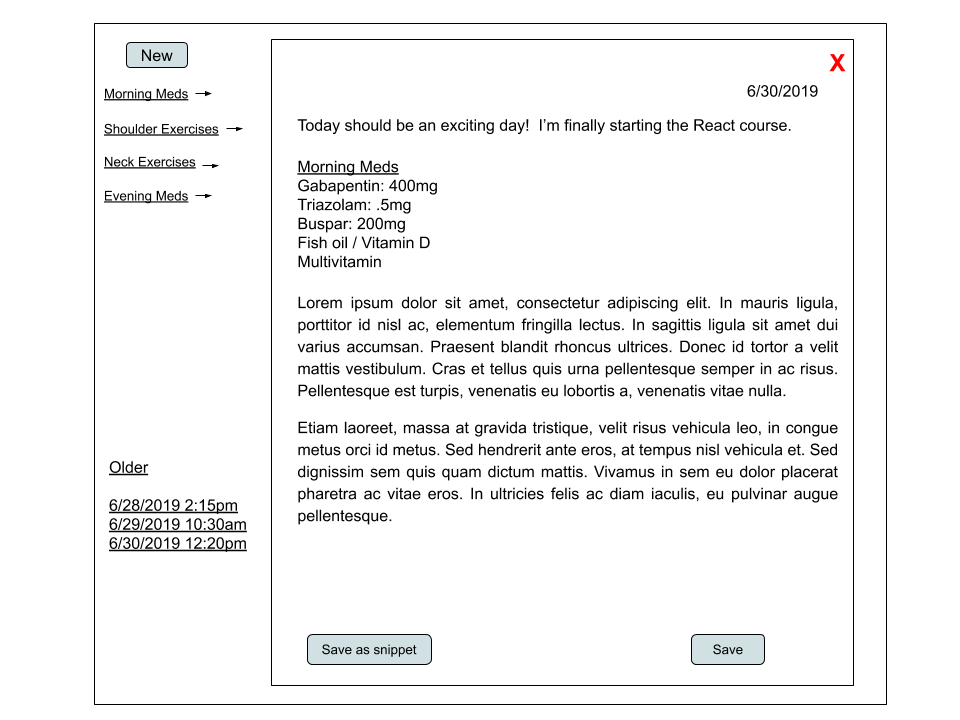 New
Morning Meds
Shoulder Exercises
Neck Exercises
Evening Meds
Older
6/28/2019 2:15pm
6/29/2019 10:30am
6/30/2019 12:20pm
X
6/30/2019
Today should be an exciting day!  I'm finally starting the React course.
Morning Meds
Gabapentin: 400mg
Triazolam: .5mg
Buspar: 200mg
Fish oil / Vitamin D
Multivitamin
Lorem ipsum dolor sit amet, consectetur adipiscing elit. In mauris ligula,
porttitor id nisl ac, elementum fringilla lectus. In sagittis ligula sit amet dui
varius accumsan. Praesent blandit rhoncus ultrices. Donec id tortor a velit
mattis vestibulum. Cras et tellus quis urna pellentesque semper in ac risus.
Pellentesque est turpis, venenatis eu lobortis a, venenatis vitae nulla.
Etiam laoreet, massa at gravida tristique, velit risus vehicula leo, in congue
metus orci id metus. Sed hendrerit ante eros, at tempus nisl vehicula et. Sed
dignissim sem quis quam dictum mattis. Vivamus in sem eu dolor placerat
pharetra ac vitae eros. In ultricies felis ac diam iaculis, eu pulvinar augue
pellentesque.
Save as snippet
Save